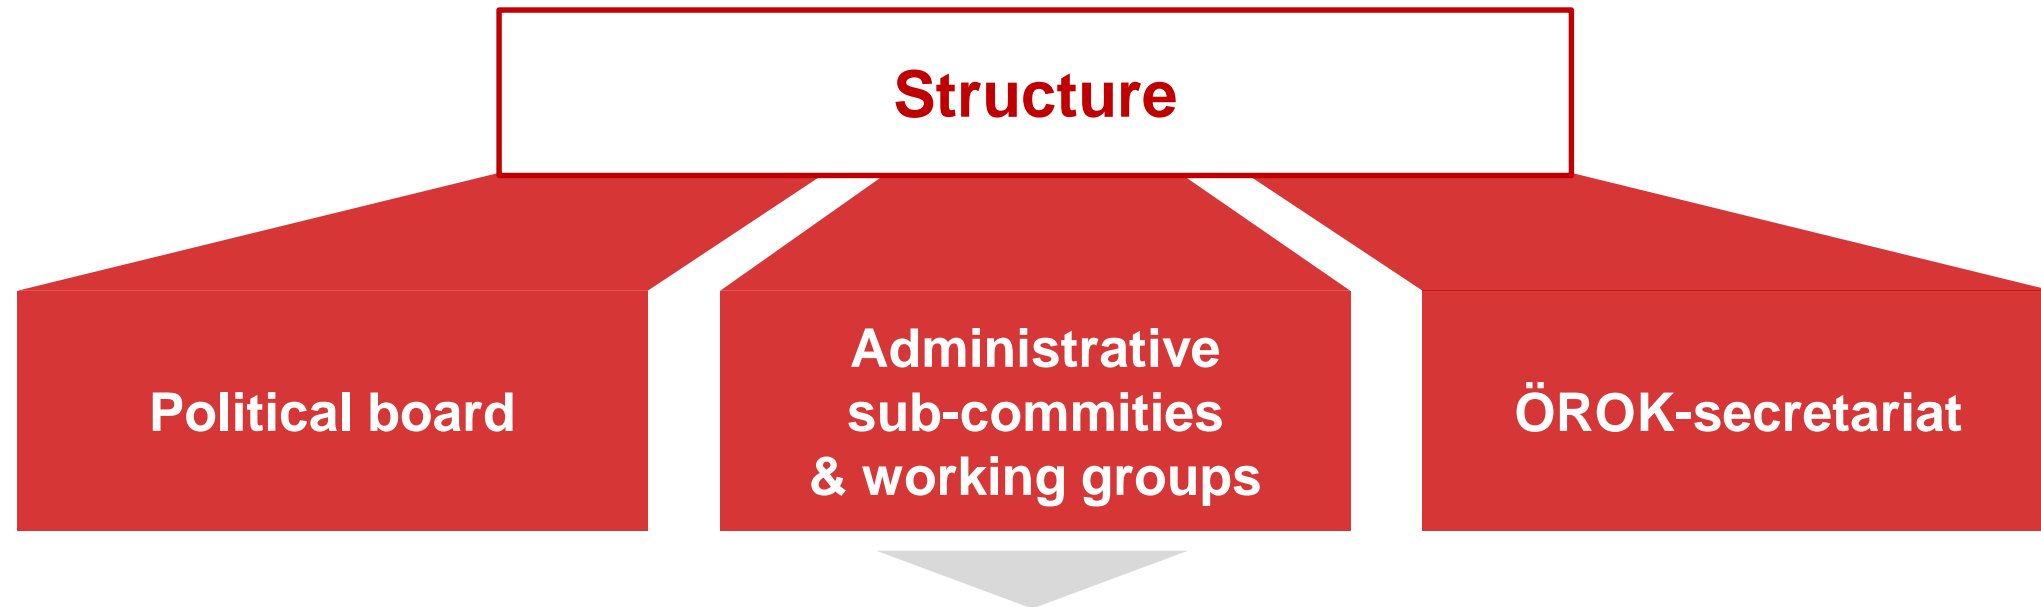 Structure
Political board
Administrative
sub-commities
& working groups
ÖROK-secretariat